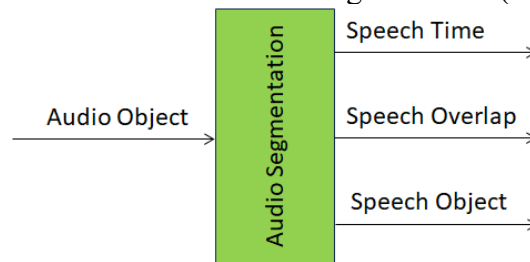 Speech Time
Audio Object
Audio Segmentation
Speech Overlap
Speech Object